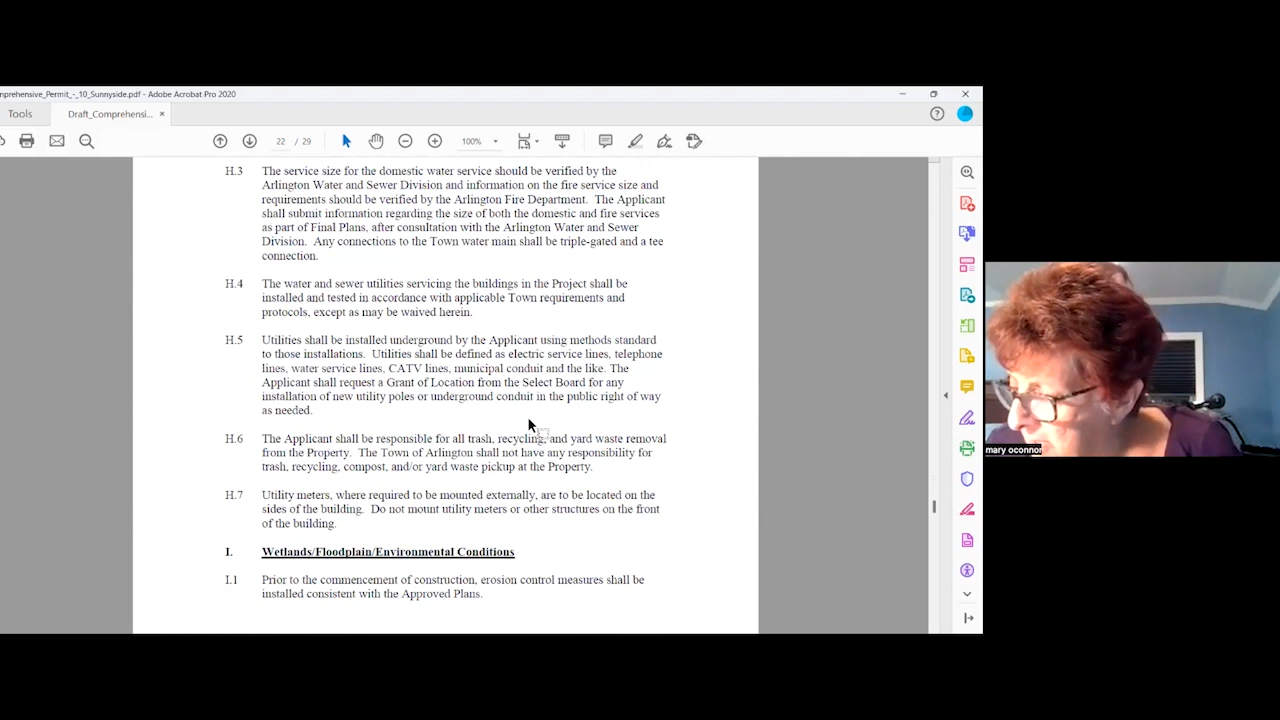 mprehensive_Permit_-_10_Sunnyside.pdf - Adobe Acrobat Pro 2020
Tools
Draft_Comprehensi... ×
22 / 29
100%
H.3 The service size for the domestic water service should be verified by the
Arlington Water and Sewer Division and information on the fire service size and
requirements should be verified by the Arlington Fire Department. The Applicant
shall submit information regarding the size of both the domestic and fire services
as part of Final Plans, after consultation with the Arlington Water and Sewer
Division. Any connections to the Town water main shall be triple-gated and a tee
connection.
H.4 The water and sewer utilities servicing the buildings in the Project shall be
installed and tested in accordance with applicable Town requirements and
protocols, except as may be waived herein.
H.5 Utilities shall be installed underground by the Applicant using methods standard
to those installations. Utilities shall be defined as electric service lines, telephone
lines, water service lines, CATV lines, municipal conduit and the like. The
Applicant shall request a Grant of Location from the Select Board for any
installation of new utility poles or underground conduit in the public right of way
as needed.
H.6 The Applicant shall be responsible for all trash, recycling, and yard waste removal
from the Property. The Town of Arlington shall not have any responsibility for
trash, recycling, compost, and/or yard waste pickup at the Property.
H.7 Utility meters, where required to be mounted externally, are to be located on the
sides of the building. Do not mount utility meters or other structures on the front
of the building.
I. Wetlands/Floodplain/Environmental Conditions
I.1 Prior to the commencement of construction, erosion control measures shall be
installed consistent with the Approved Plans.
mary oconnor